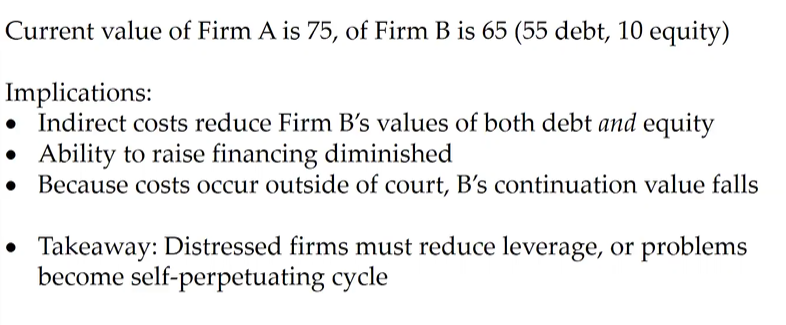 Current value of Firm A is 75, of Firm B is 65 (55 debt, 10 equity)
Implications:
• Indirect costs reduce Firm B's values of both debt and equity
• Ability to raise financing diminished
• Because costs occur outside of court, B's continuation value falls
• Takeaway: Distressed firms must reduce leverage, or problems
become self-perpetuating cycle